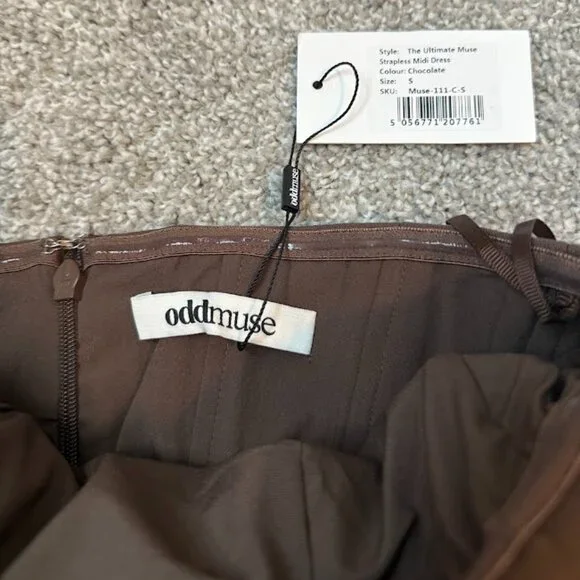 Style: The Ultimate Muse
Strapless Midi Dress
Colour: Chocolate
Size: S
SKU: Muse-111-C-S
5 056771 207761
oddmuse
oddmuse